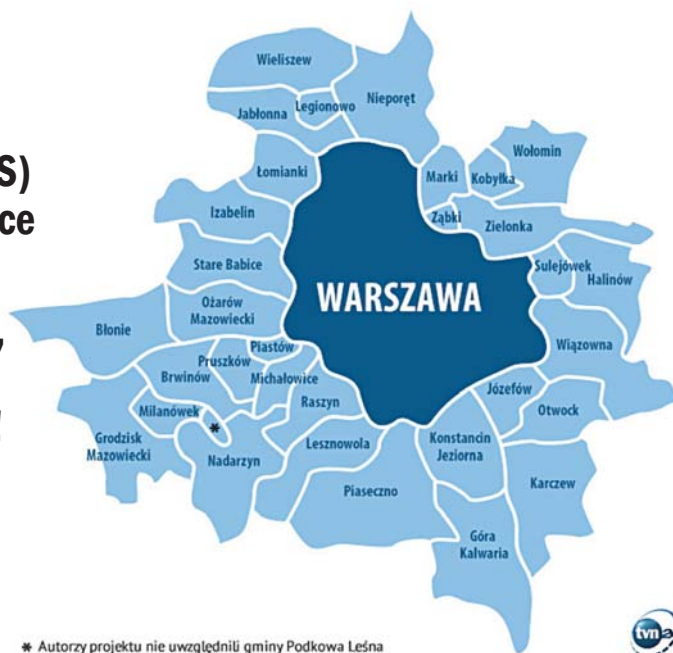 S)
ce
Wieliszew
Nieporęt
Legionowo
Jabłonna
Wołomin
Łomianki
Marki
Kobyłka
Izabelin
Ząbki
Zielonka
Stare Babice
Sulejówek
Halinów
WARSZAWA
Ożarów
Mazowiecki
Błonie
Wiązowna
Piastów
Pruszków
Brwinów
Michałowice
Józefów
Raszyn
Milanówek
Otwock
*
Grodzisk
Mazowiecki
Lesznowola
Konstancin
Jeziorna
Nadarzyn
Karczew
Piaseczno
Góra
Kalwaria
* Autorzy projektu nie uwzględnili gminy Podkowa Leśna
tvn